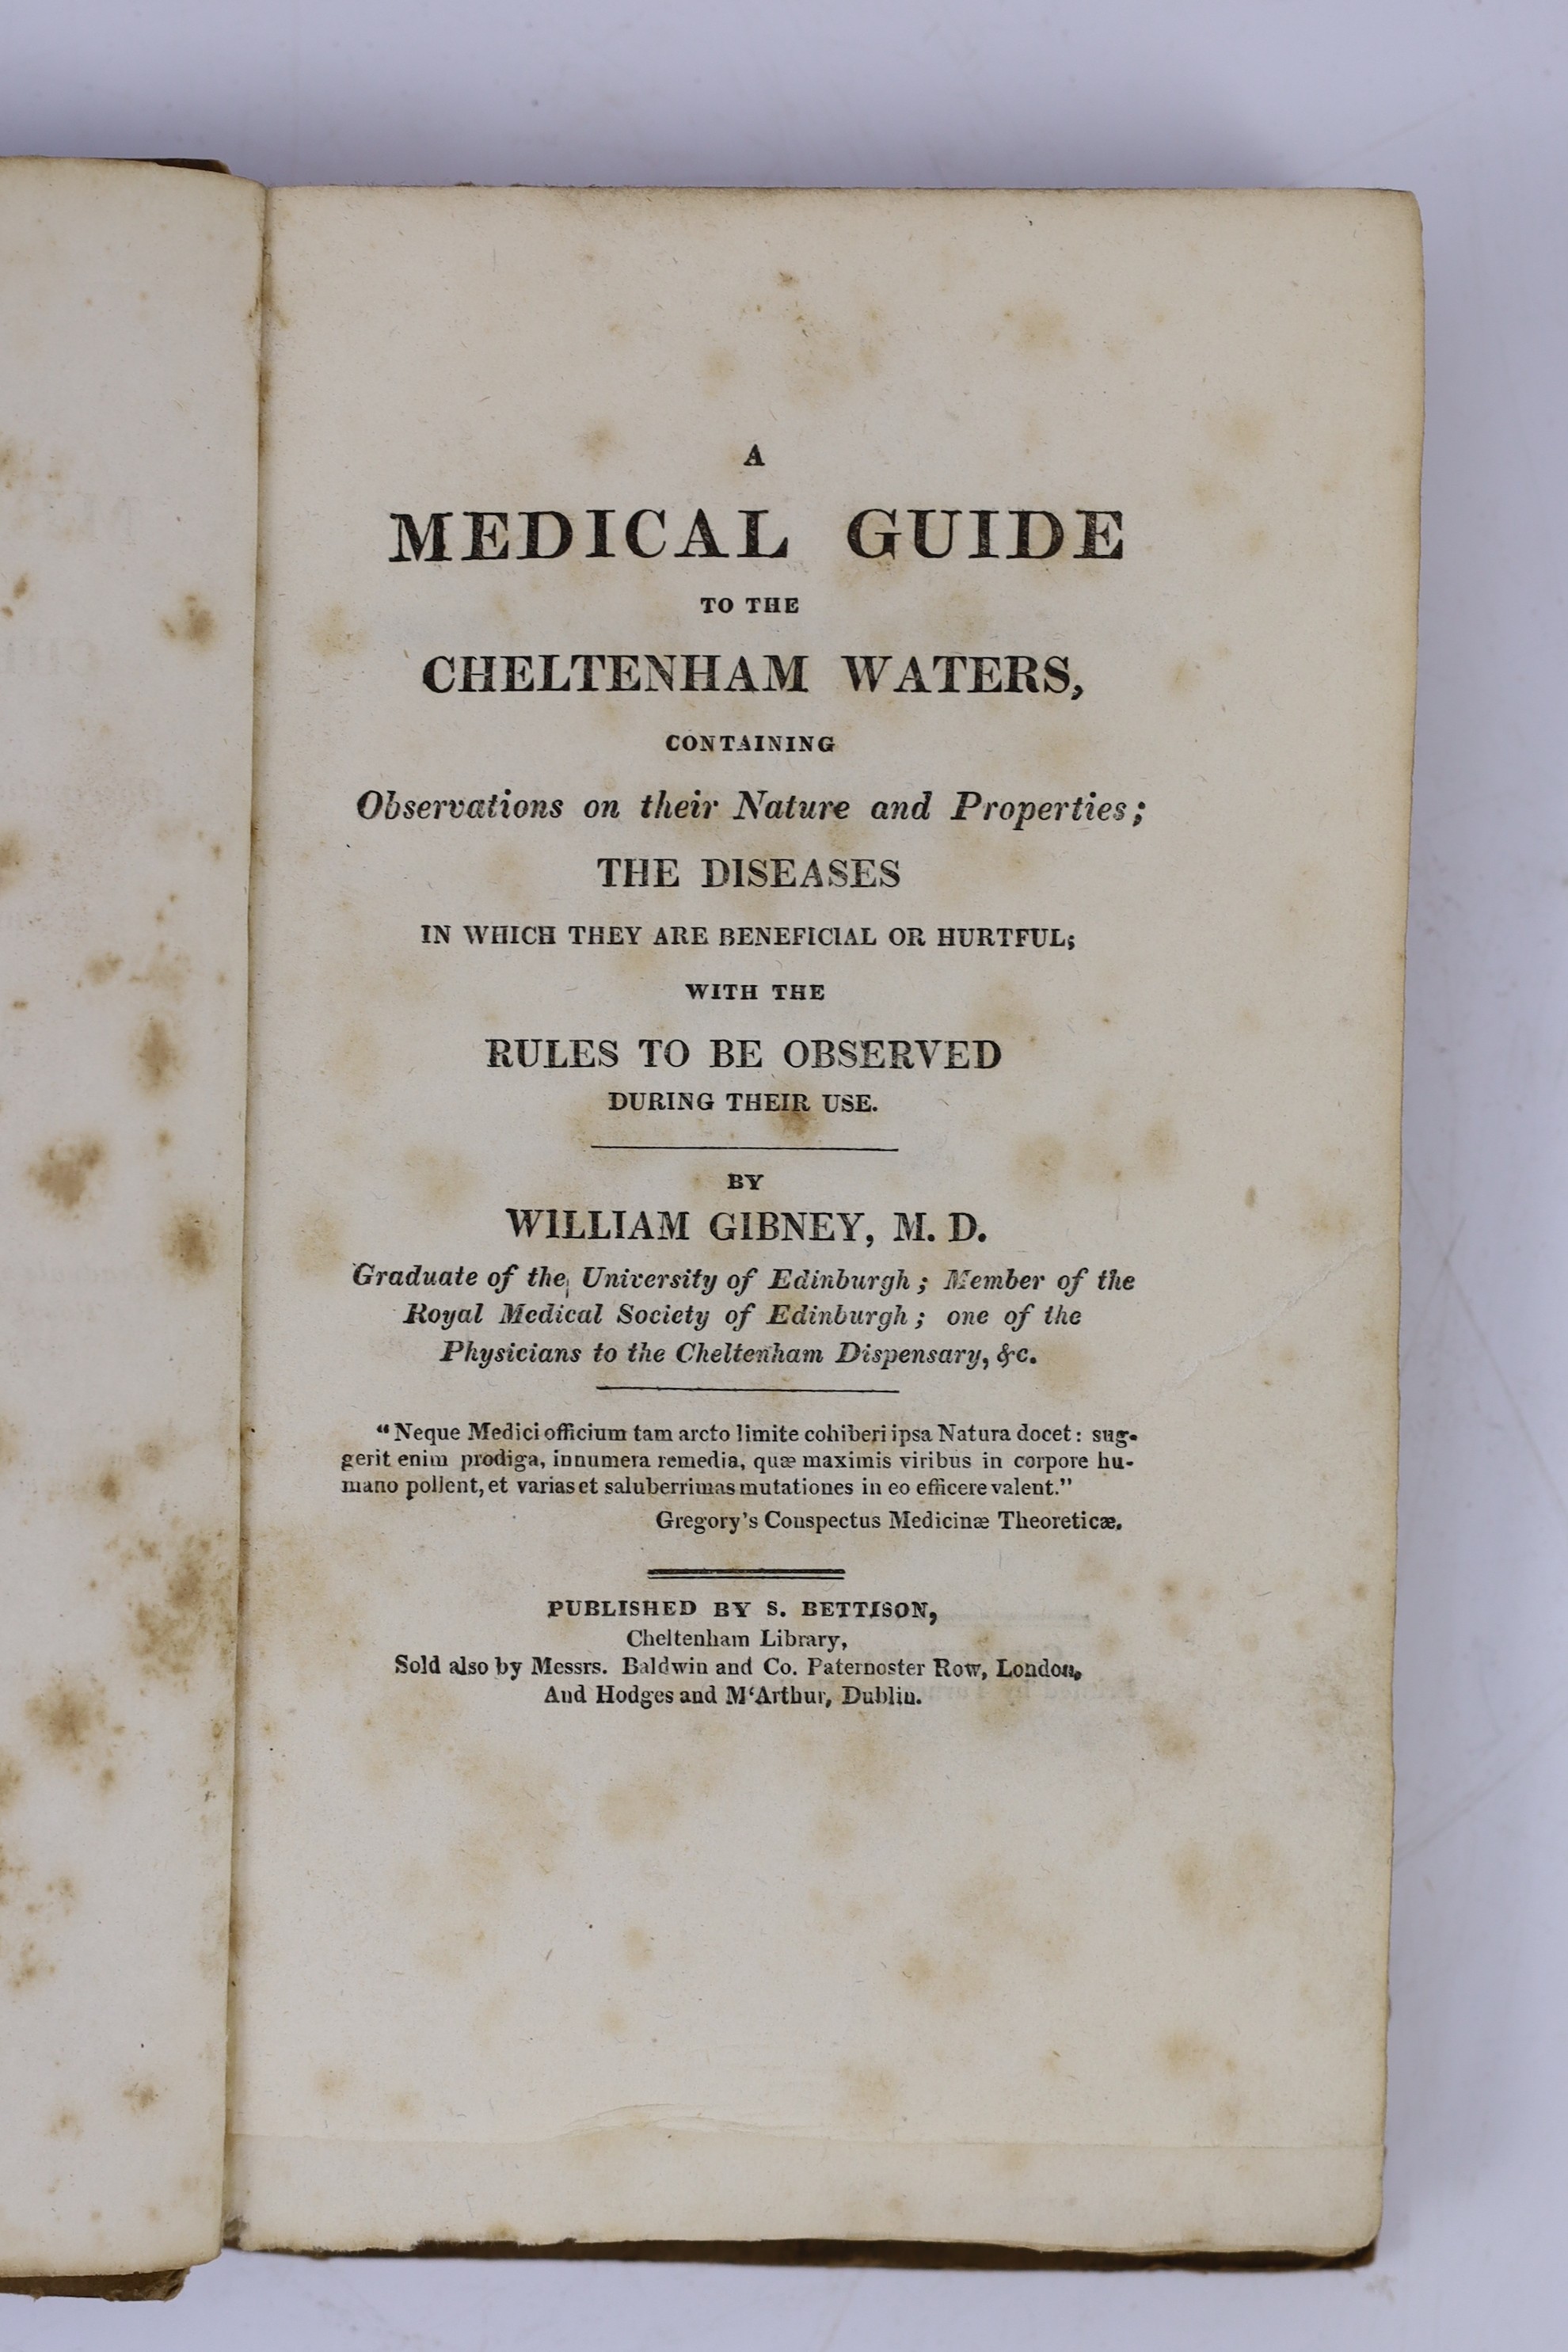 A
MEDICAL GUIDE
TO THE
CHELTENHAM WATERS,
CONTAINING
Observations on their Nature and Properties;
THE DISEASES
IN WHICH THEY ARE BENEFICIAL OR HURTFUL;
WITH THE
RULES TO BE OBSERVED
DURING THEIR USE.
BY
WILLIAM GIBNEY, M. D.
Graduate of the University of Edinburgh; Member of the
Royal Medical Society of Edinburgh; one of the
Physicians to the Cheltenham Dispensary, &c.
"Neque Medici officium tam arcto limite cohiberi ipsa Natura docet: sug-
gerit enim prodiga, innumera remedia, quæ maximis viribus in corpore hu-
mano pollent, et varias et saluberrimas mutationes in eo efficere valent."
Gregory's Conspectus Medicinæ Theoreticæ.
PUBLISHED BY S. BETTISON,
Cheltenham Library,
Sold also by Messrs. Baldwin and Co. Paternoster Row, London,
And Hodges and M'Arthur, Dublin.